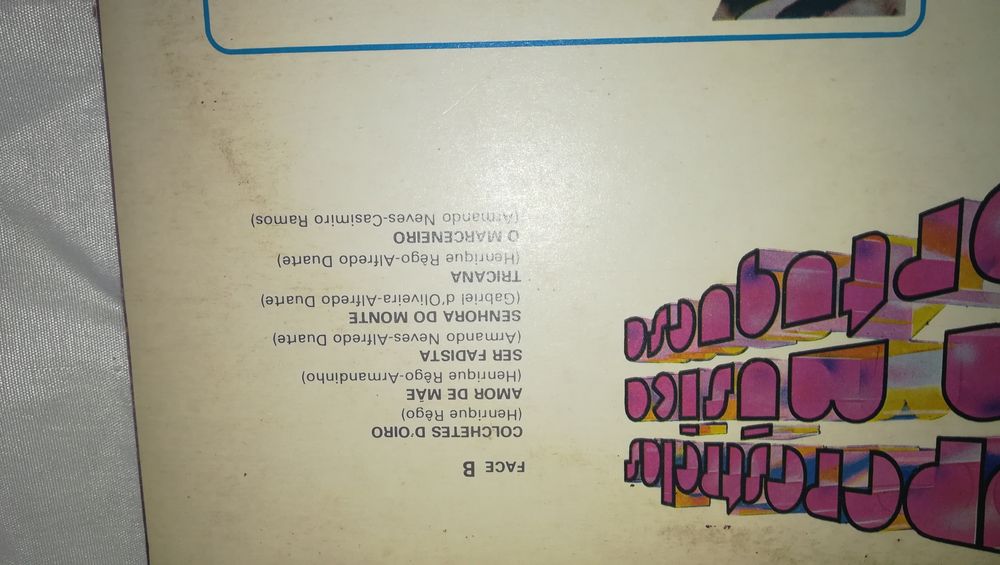 FACE B
COLCHETES D'OIRO
(Henrique Rêgo)
AMOR DE MÃE
(Henrique Rêgo-Armandinho)
SER FADISTA
(Armando Neves-Alfredo Duarte)
SENHORA DO MONTE
(Gabriel d'Oliveira-Alfredo Duarte)
TRICANA
(Henrique Rêgo-Alfredo Duarte)
O MARCENEIRO
(Armando Neves-Casimiro Ramos)
perestrelas
Música